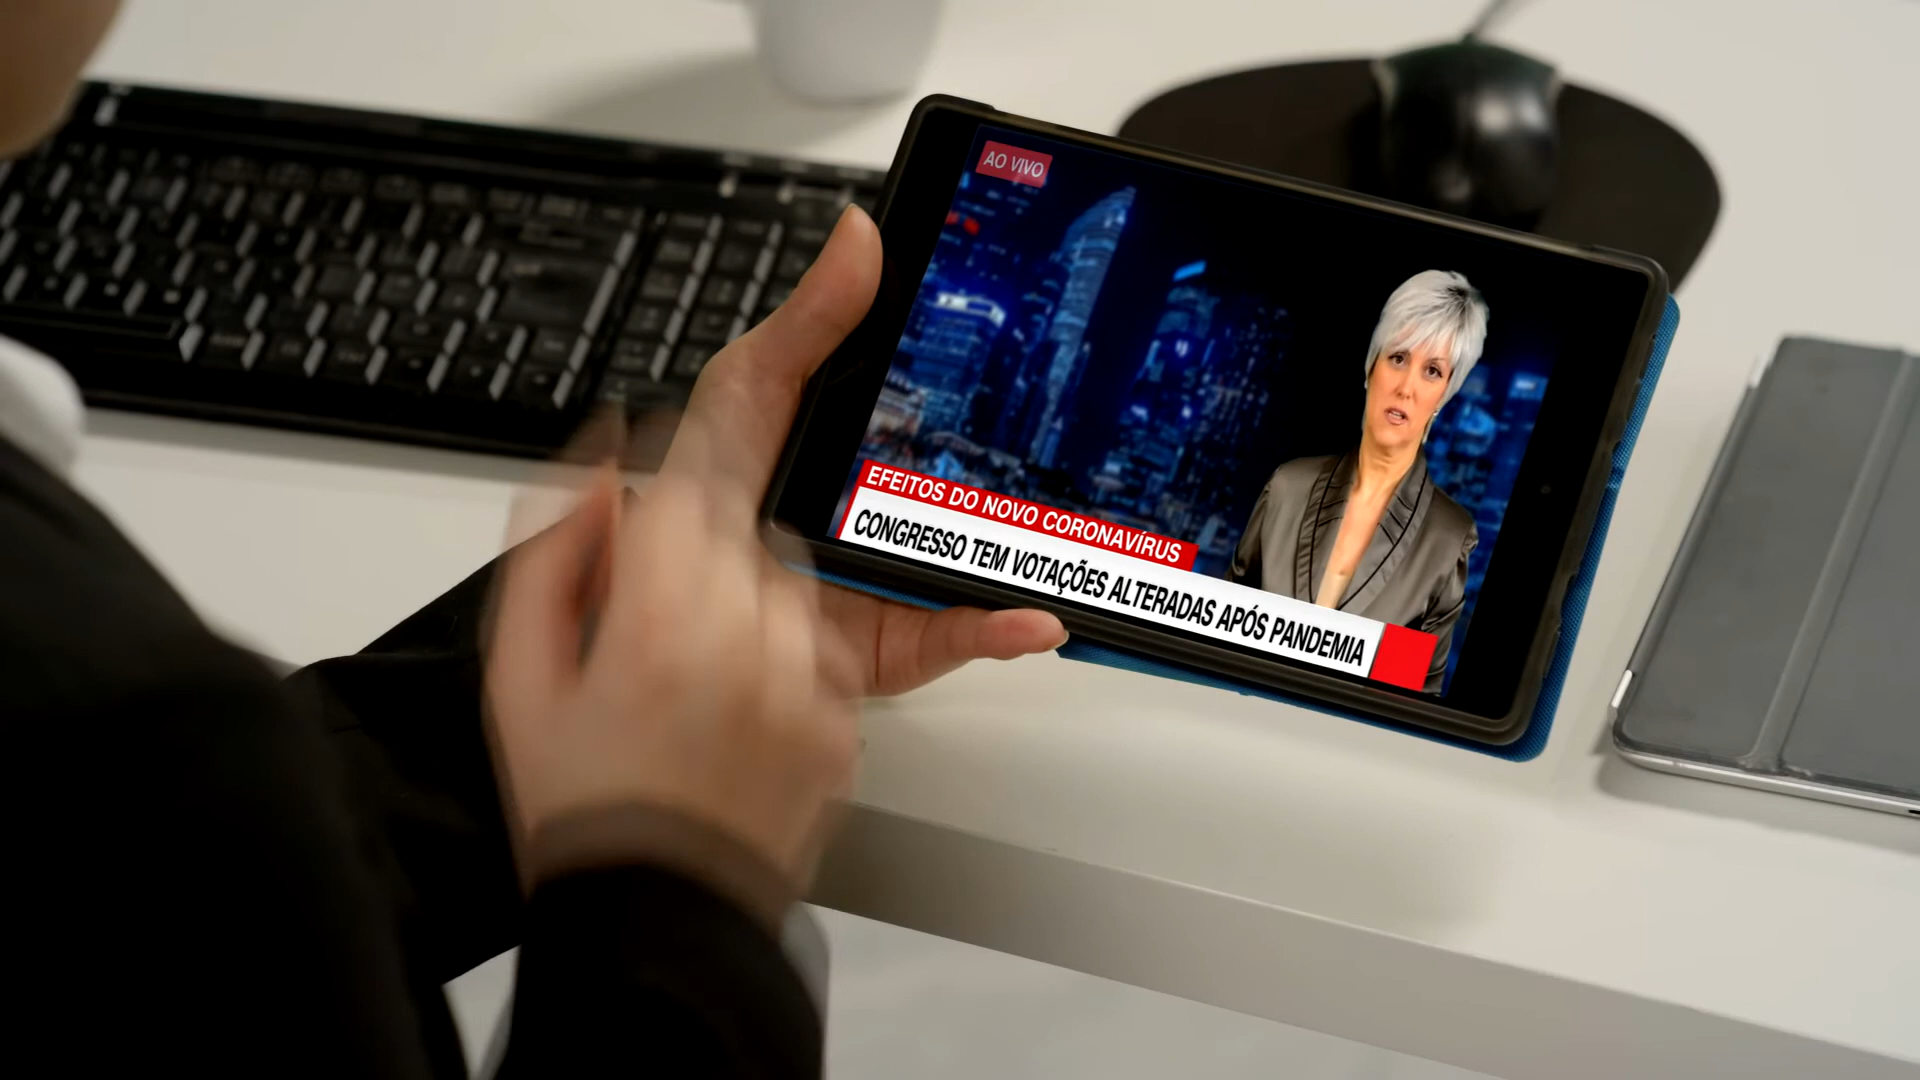 AO VIVO
EFEITOS DO NOVO CORONAVÍRUS
CONGRESSO TEM VOTAÇÕES ALTERADAS APÓS PANDEMIA